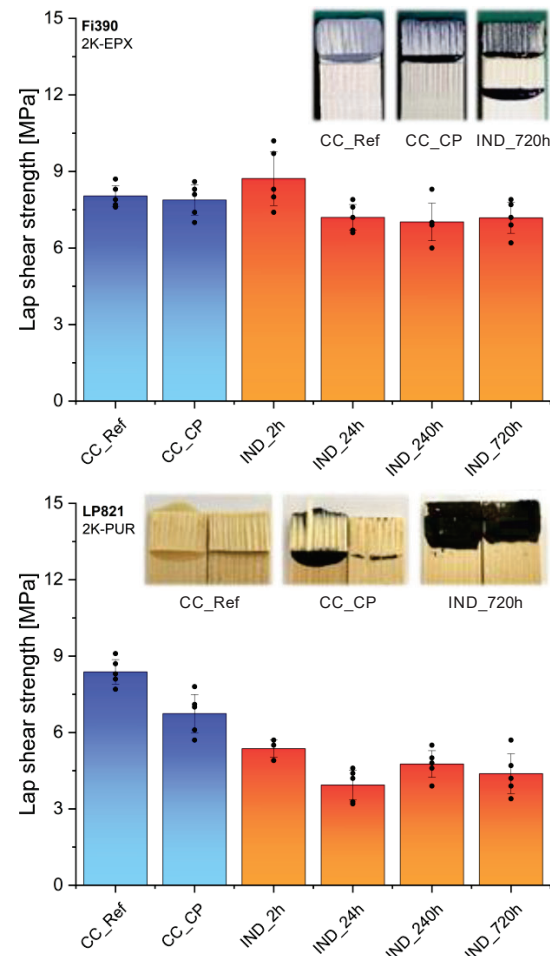 Fi390
2K-EPX
CC_Ref CC_CP IND_720h
Lap shear strength [MPa]
15
12
9
6
3
0
CC_Ref CC_CP IND_2h IND_24h IND_240h IND_720h
LP821
2K-PUR
CC_Ref CC_CP IND_720h
Lap shear strength [MPa]
15
12
9
6
3
0
CC_Ref CC_CP IND_2h IND_24h IND_240h IND_720h